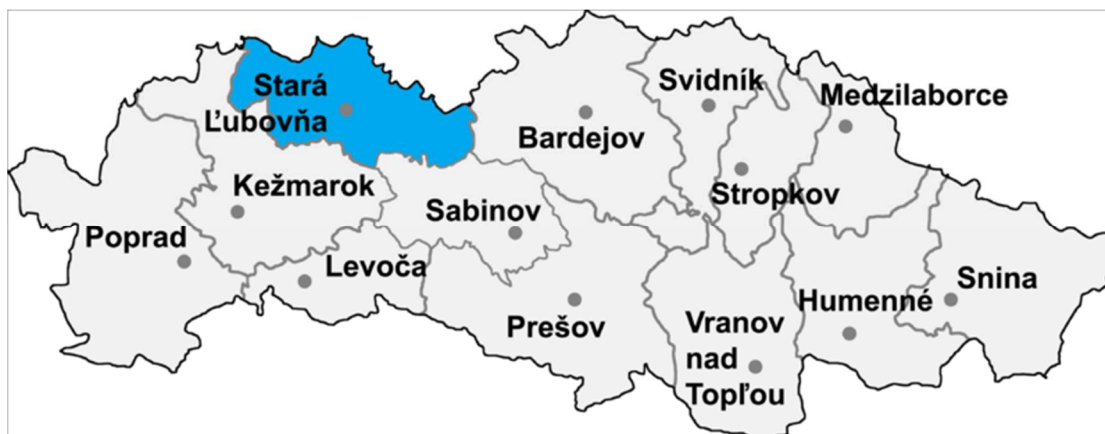 Stará
Ľubovňa
Svidník
Medzilaborce
Bardejov
Kežmarok
Stropkov
Sabinov
Poprad
Levoča
Snina
Humenné
Prešov
Vranov
nad
Topľou